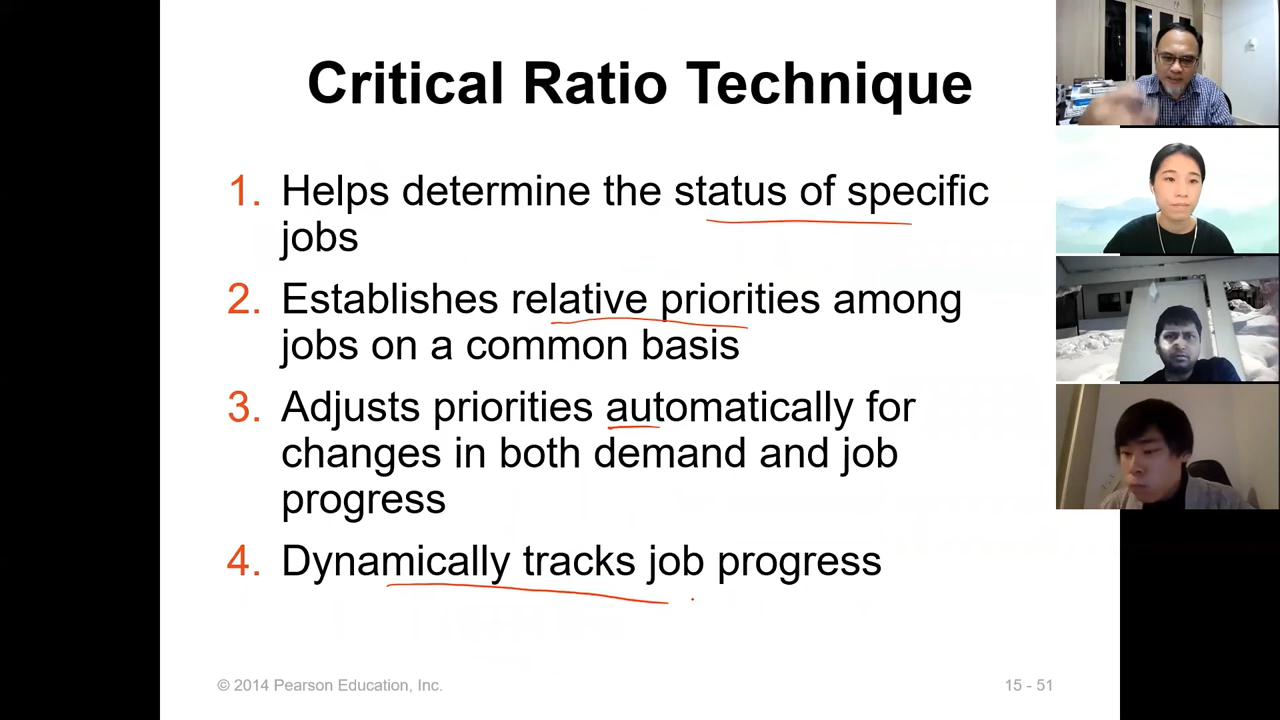 Critical Ratio Technique
1. Helps determine the status of specific
jobs
2. Establishes relative priorities among
jobs on a common basis
3. Adjusts priorities automatically for
changes in both demand and job
progress
4. Dynamically tracks job progress
© 2014 Pearson Education, Inc.
15 - 51